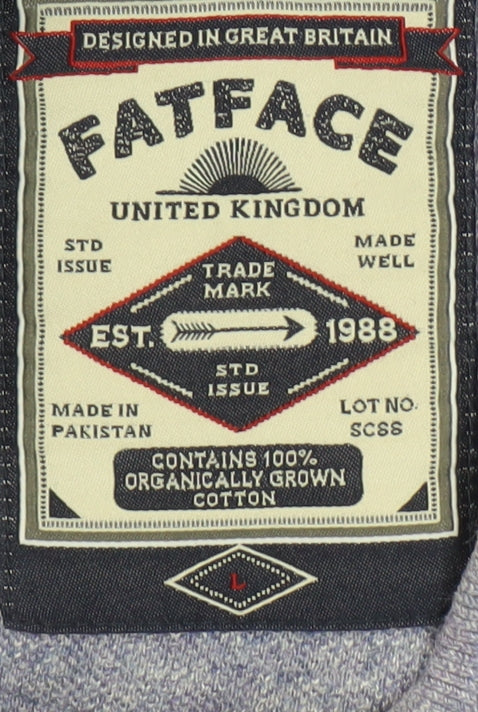 DESIGNED IN GREAT BRITAIN
FATFACE
UNITED KINGDOM
STD
ISSUE
MADE
WELL
TRADE
MARK
EST.
1988
STD
ISSUE
MADE IN
PAKISTAN
LOT NO.
SCSS
CONTAINS 100%
ORGANICALLY GROWN
COTTON
L